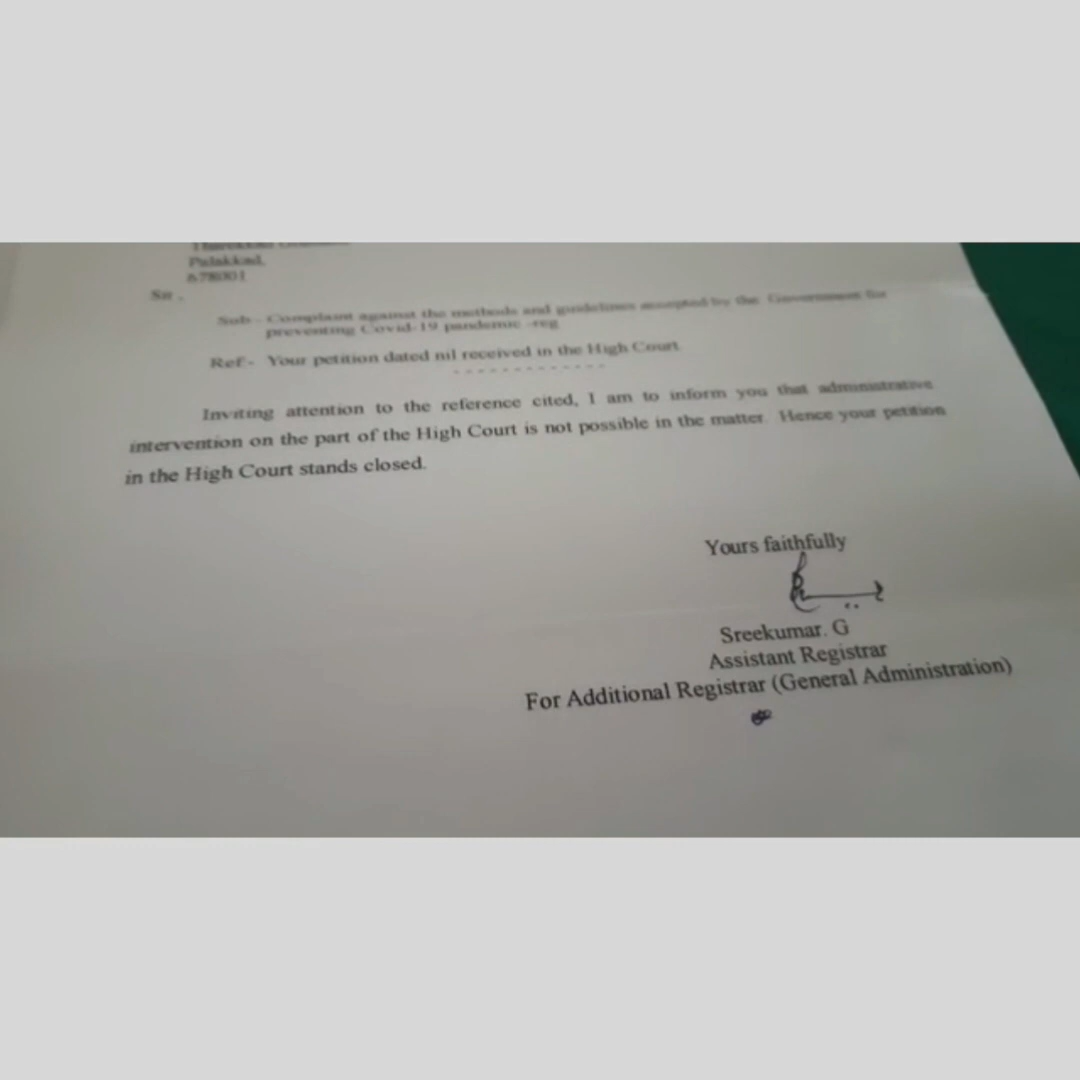 Palakkad,
678001
Sir,
Sub:- Complaint against the methods and guidelines accepted by the Government for
preventing Covid-19 pandemic -reg
Ref:- Your petition dated nil received in the High Court.
- - - - - - - - - - - - -
Inviting attention to the reference cited, I am to inform you that administrative
intervention on the part of the High Court is not possible in the matter. Hence your petition
in the High Court stands closed.
Yours faithfully
Sreekumar. G
Assistant Registrar
For Additional Registrar (General Administration)